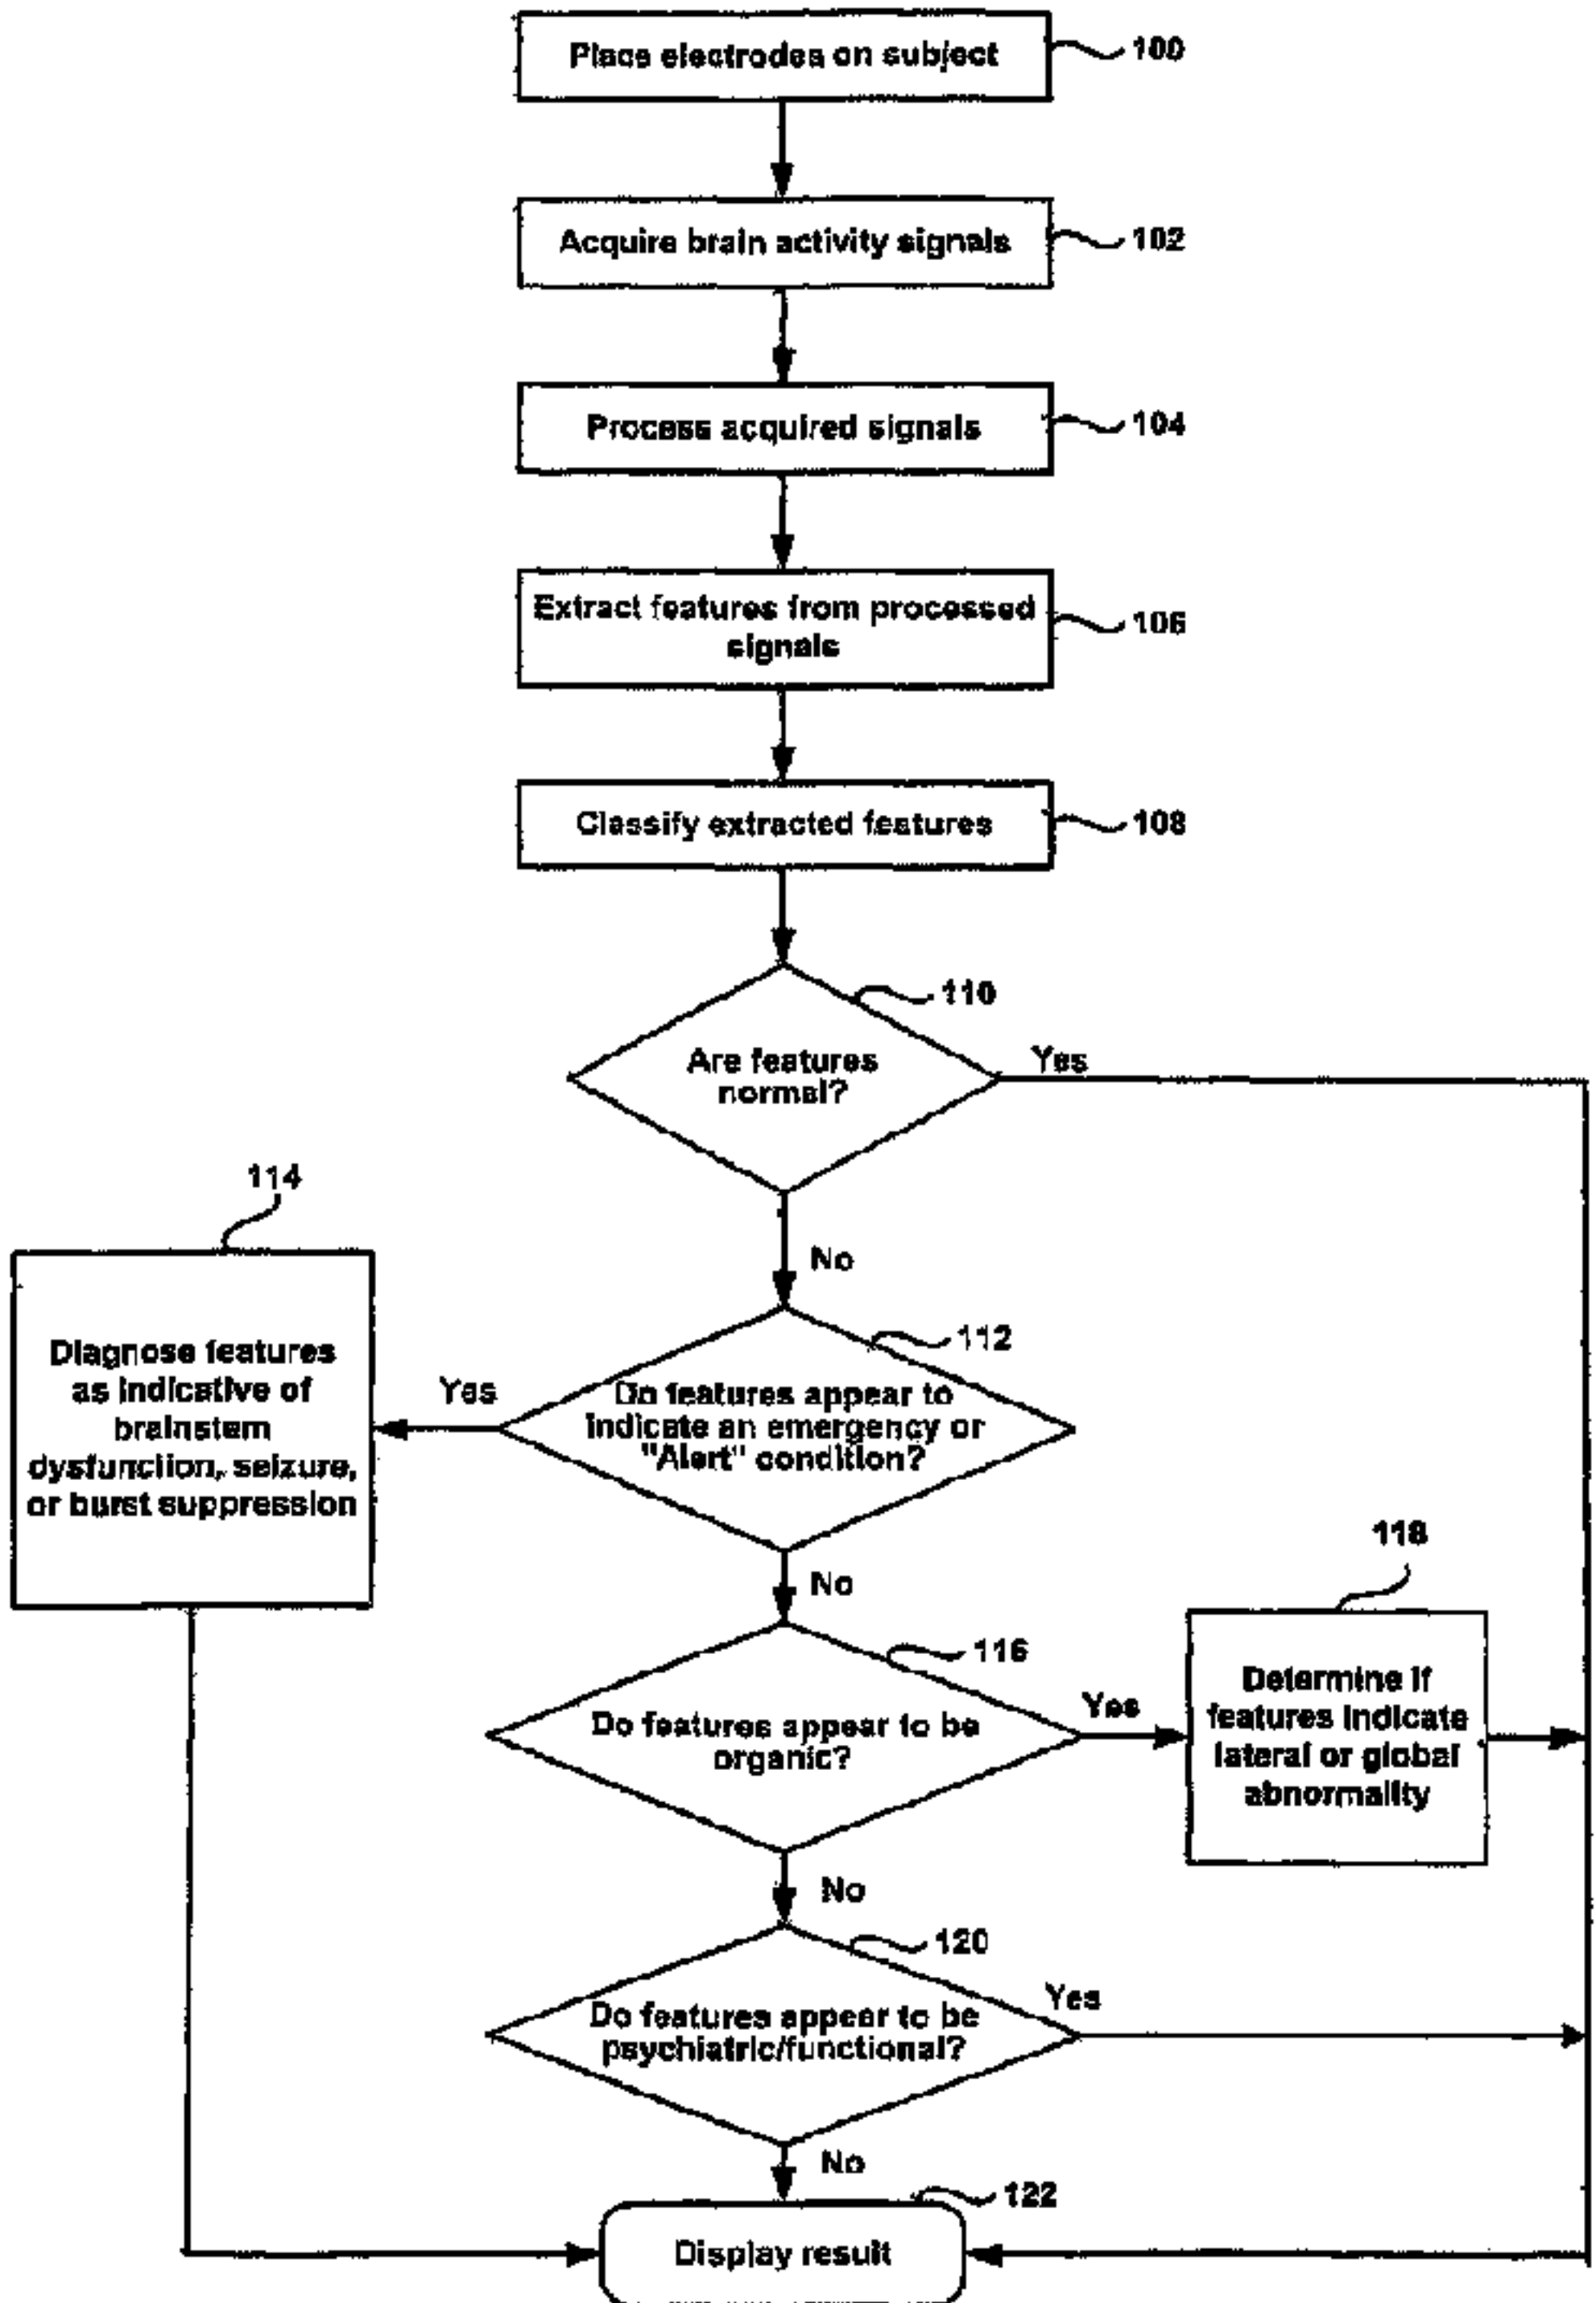 Place electrodes on subject
100
Acquire brain activity signals
102
Process acquired signals
104
Extract features from processed
signals
106
Classify extracted features
108
110
Are features
normal?
Yes
No
114
Diagnose features
as indicative of
brainstem
dysfunction, seizure,
or burst suppression
Yes
112
Do features appear to
indicate an emergency or
"Alert" condition?
No
116
Do features appear to be
organic?
Yes
118
Determine if
features indicate
lateral or global
abnormality
No
120
Do features appear to be
psychiatric/functional?
Yes
No
122
Display result